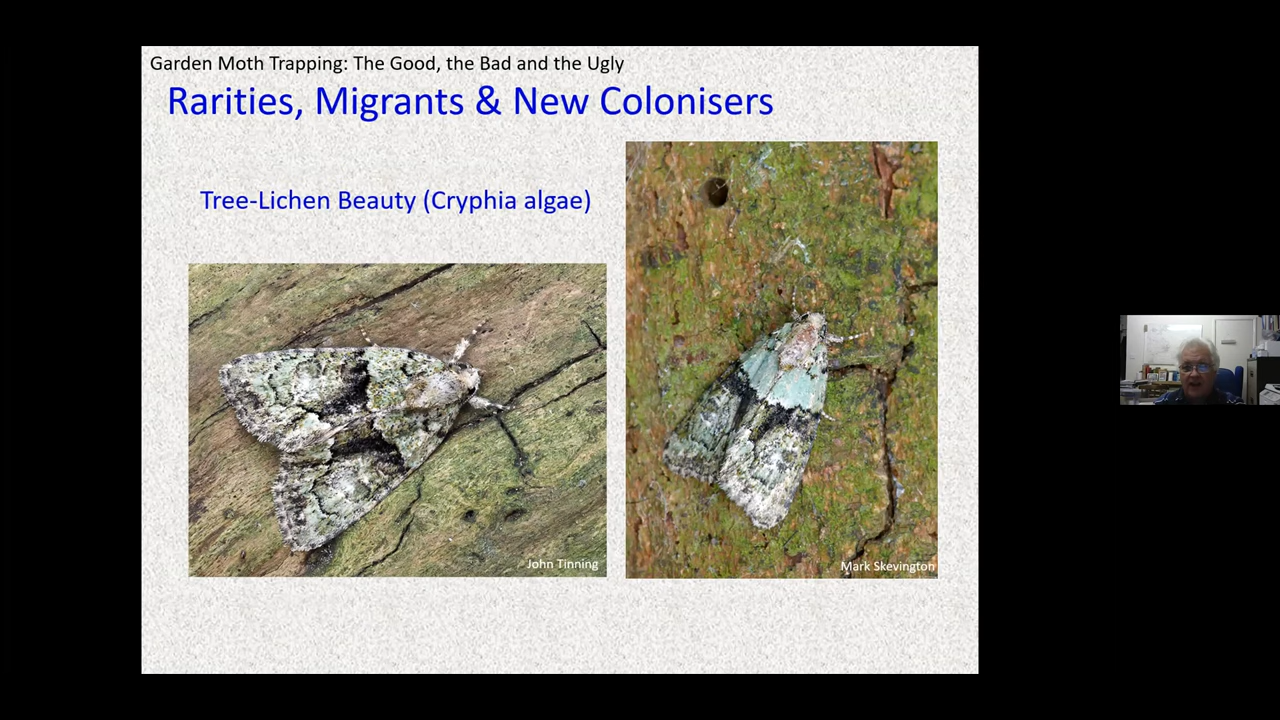 Garden Moth Trapping: The Good, the Bad and the Ugly
Rarities, Migrants & New Colonisers
Tree-Lichen Beauty (Cryphia algae)
John Tinning
Mark Skevington